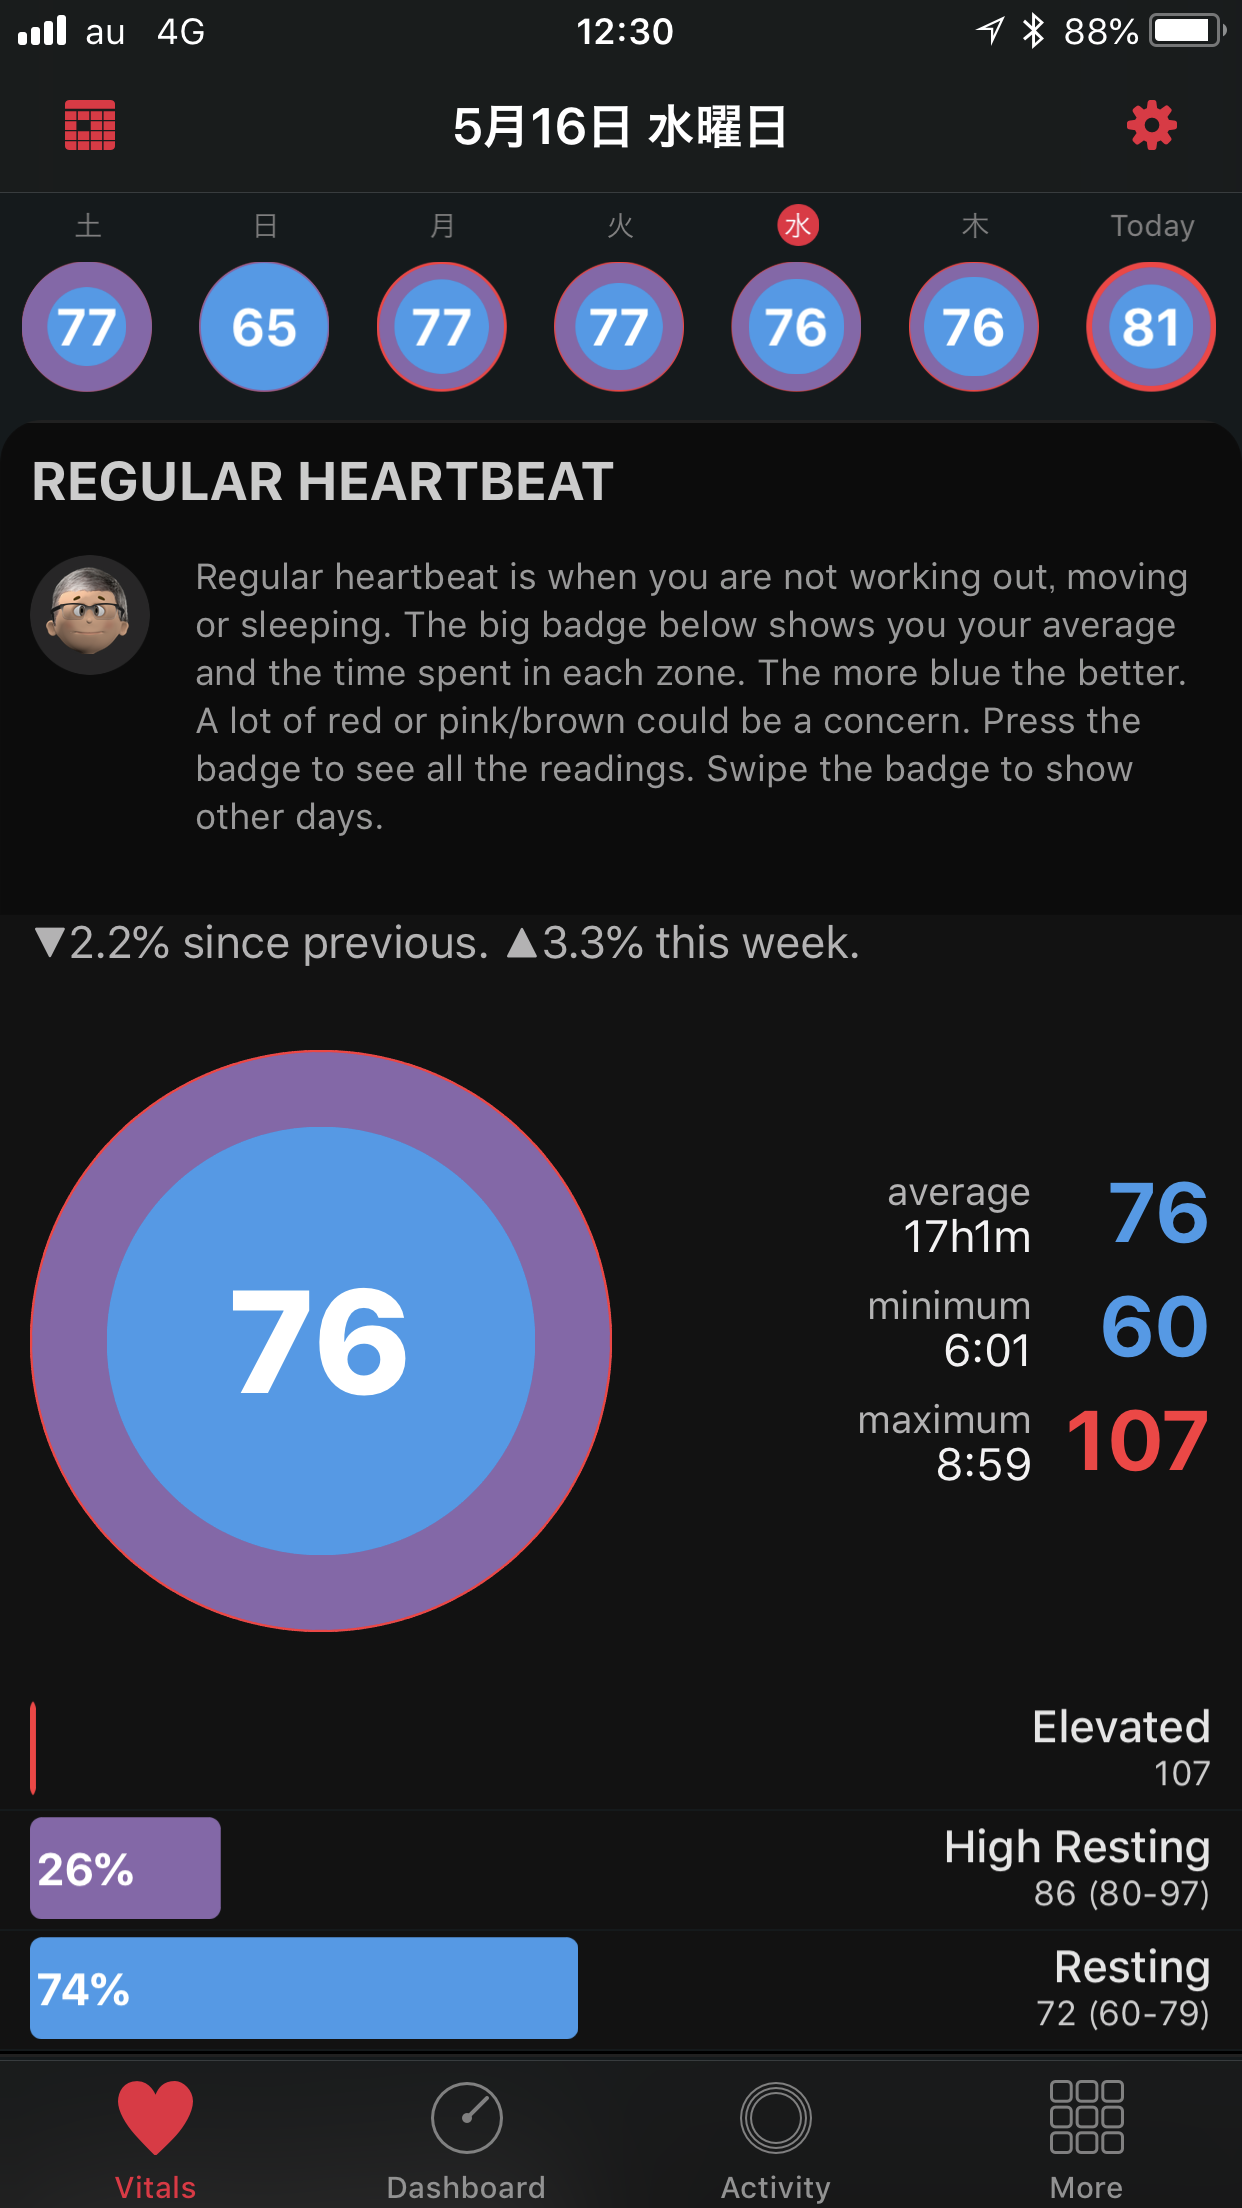 au 4G 12:30 88%
5月16日 水曜日
土 日 月 火 水 木 Today
77 65 77 77 76 76 81
REGULAR HEARTBEAT
Regular heartbeat is when you are not working out, moving
or sleeping. The big badge below shows you your average
and the time spent in each zone. The more blue the better.
A lot of red or pink/brown could be a concern. Press the
badge to see all the readings. Swipe the badge to show
other days.
▼2.2% since previous. ▲3.3% this week.
76
average 76
17h1m
minimum 60
6:01
maximum 107
8:59
Elevated
107
26% High Resting
86 (80-97)
74% Resting
72 (60-79)
Vitals Dashboard Activity More